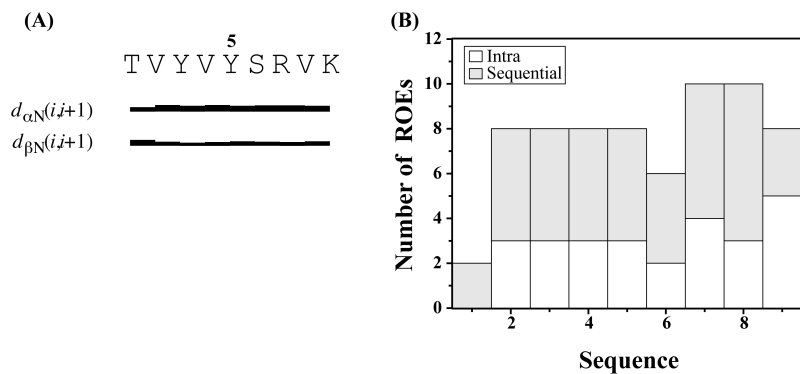 (A)
5
T V Y V Y S R V K
dαN(i,i+1)
dβN(i,i+1)
(B)
12
10
8
6
4
2
0
Number of ROEs
Intra
Sequential
2 4 6 8
Sequence